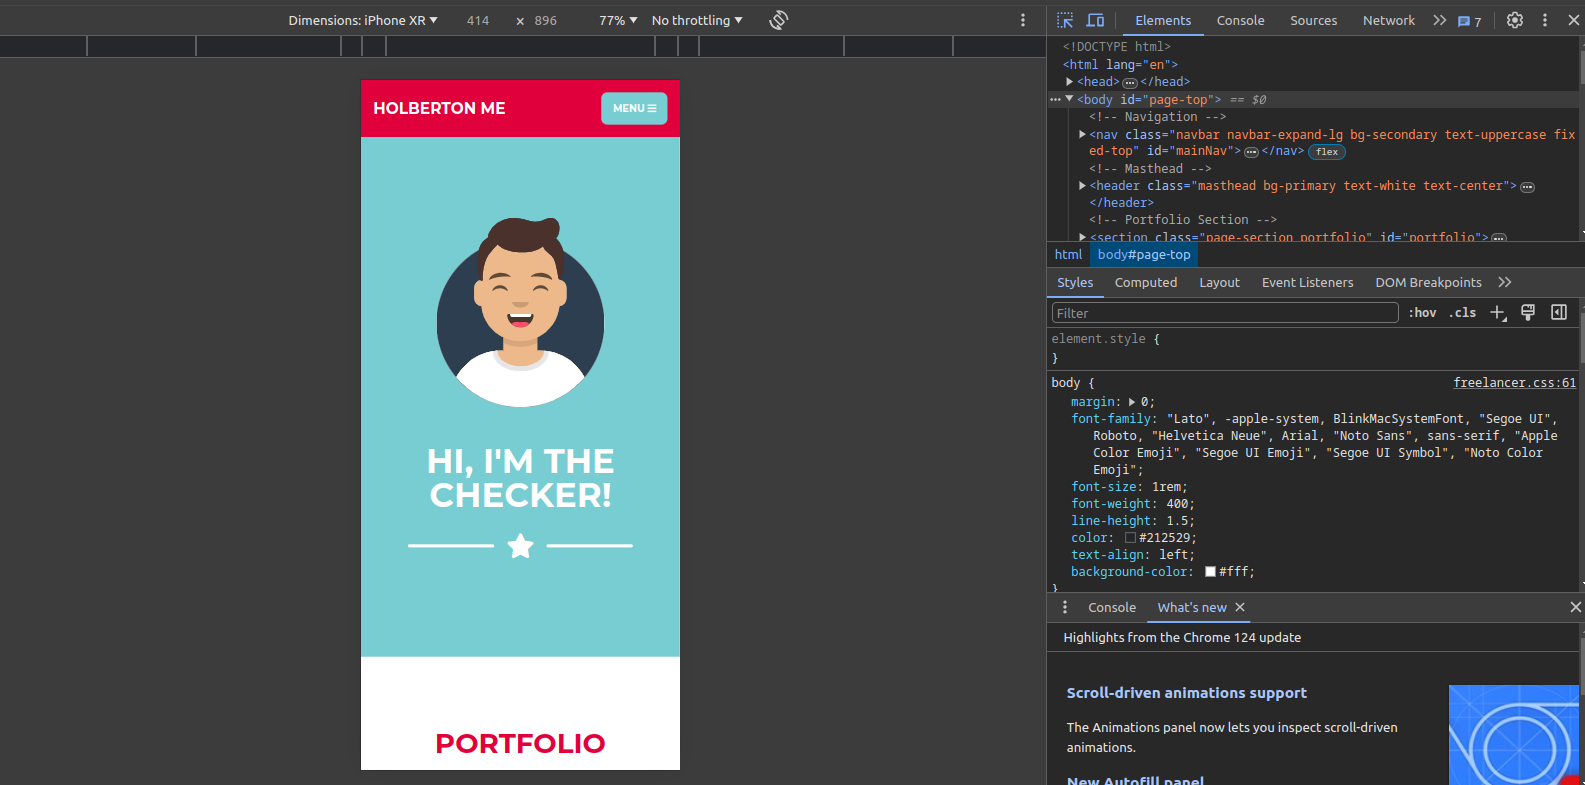 Dimensions: iPhone XR ▼ 414 × 896 77% ▼ No throttling ▼
HOLBERTON ME
MENU ☰
HI, I'M THE
CHECKER!
PORTFOLIO
Elements Console Sources Network 7
<!DOCTYPE html>
<html lang="en">
▶ <head> ••• </head>
••• ▼ <body id="page-top"> == $0
<!-- Navigation -->
▶ <nav class="navbar navbar-expand-lg bg-secondary text-uppercase fix
ed-top" id="mainNav"> ••• </nav> flex
<!-- Masthead -->
▶ <header class="masthead bg-primary text-white text-center"> •••
</header>
<!-- Portfolio Section -->
▶ <section class="page-section portfolio" id="portfolio"> •••
html body#page-top
Styles Computed Layout Event Listeners DOM Breakpoints
Filter :hov .cls
element.style {
}
body { freelancer.css:61
margin: ▶ 0;
font-family: "Lato", -apple-system, BlinkMacSystemFont, "Segoe UI",
Roboto, "Helvetica Neue", Arial, "Noto Sans", sans-serif, "Apple
Color Emoji", "Segoe UI Emoji", "Segoe UI Symbol", "Noto Color
Emoji";
font-size: 1rem;
font-weight: 400;
line-height: 1.5;
color: #212529;
text-align: left;
background-color: #fff;
}
Console What's new ×
Highlights from the Chrome 124 update
Scroll-driven animations support
The Animations panel now lets you inspect scroll-driven
animations.
New Autofill panel